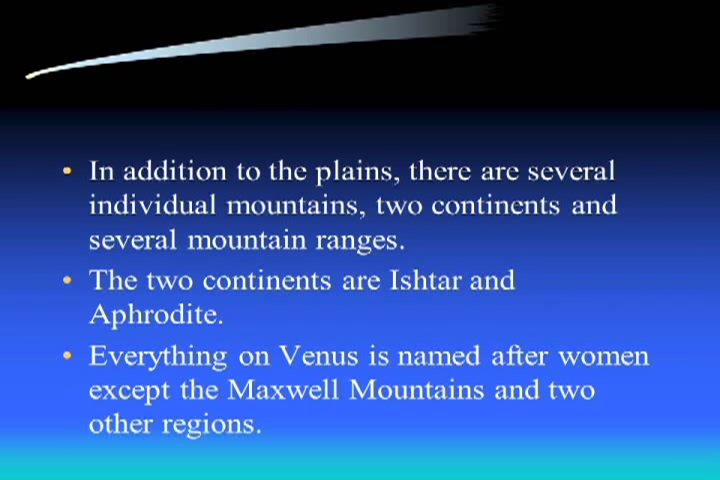 • In addition to the plains, there are several
individual mountains, two continents and
several mountain ranges.
• The two continents are Ishtar and
Aphrodite.
• Everything on Venus is named after women
except the Maxwell Mountains and two
other regions.